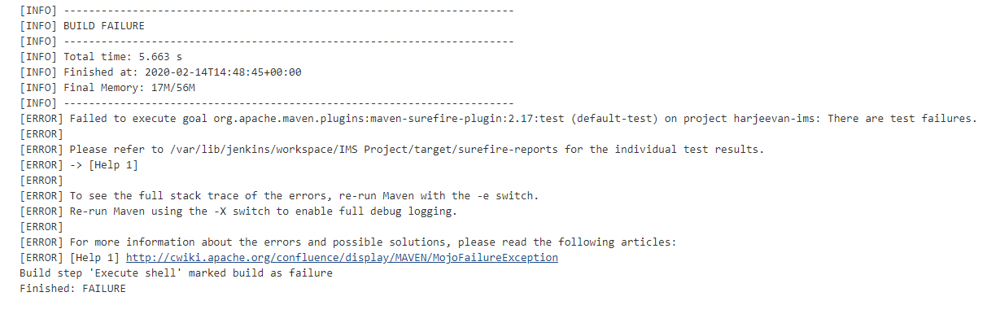 [INFO] ------------------------------------------------------------------------
[INFO] BUILD FAILURE
[INFO] ------------------------------------------------------------------------
[INFO] Total time: 5.663 s
[INFO] Finished at: 2020-02-14T14:48:45+00:00
[INFO] Final Memory: 17M/56M
[INFO] ------------------------------------------------------------------------
[ERROR] Failed to execute goal org.apache.maven.plugins:maven-surefire-plugin:2.17:test (default-test) on project harjeevan-ims: There are test failures.
[ERROR]
[ERROR] Please refer to /var/lib/jenkins/workspace/IMS Project/target/surefire-reports for the individual test results.
[ERROR] -> [Help 1]
[ERROR]
[ERROR] To see the full stack trace of the errors, re-run Maven with the -e switch.
[ERROR] Re-run Maven using the -X switch to enable full debug logging.
[ERROR]
[ERROR] For more information about the errors and possible solutions, please read the following articles:
[ERROR] [Help 1] http://cwiki.apache.org/confluence/display/MAVEN/MojoFailureException
Build step 'Execute shell' marked build as failure
Finished: FAILURE